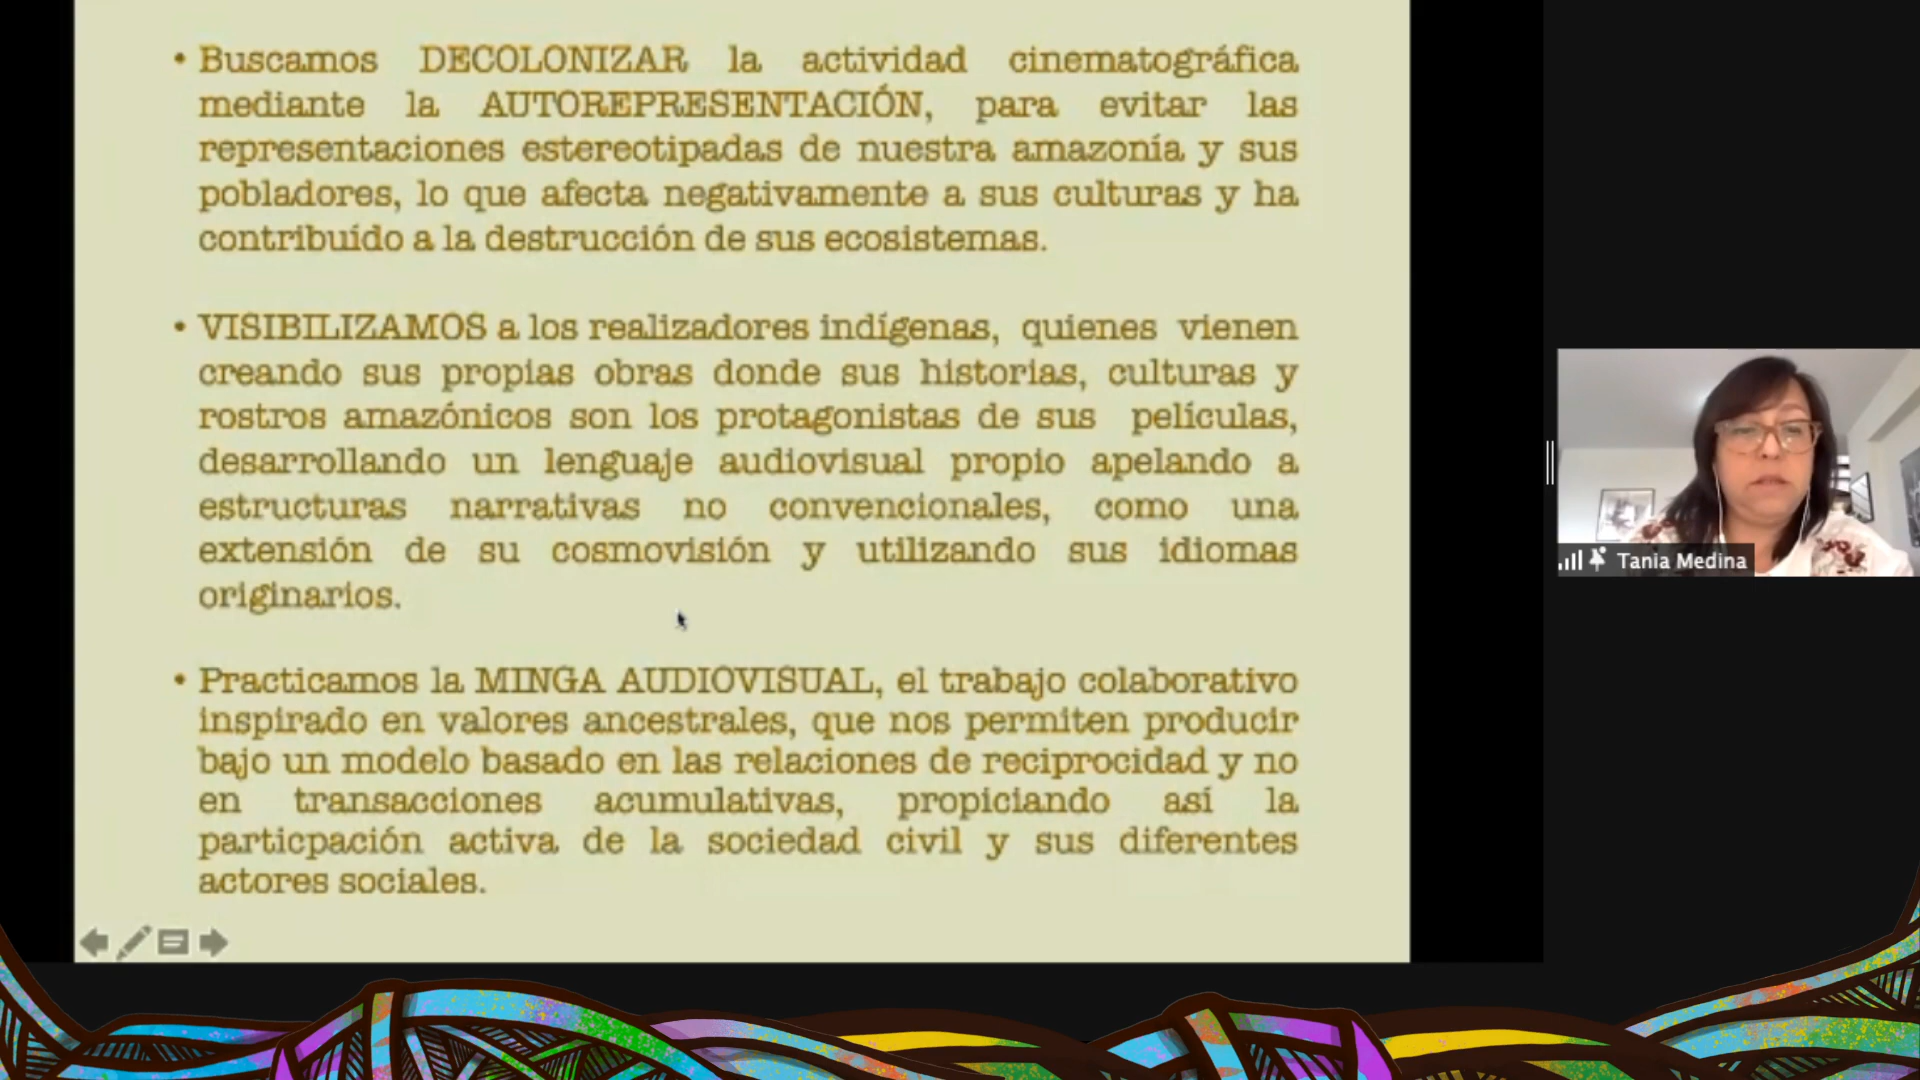 • Buscamos DECOLONIZAR la actividad cinematográfica
mediante la AUTOREPRESENTACIÓN, para evitar las
representaciones estereotipadas de nuestra amazonía y sus
pobladores, lo que afecta negativamente a sus culturas y ha
contribuído a la destrucción de sus ecosistemas.
• VISIBILIZAMOS a los realizadores indígenas, quienes vienen
creando sus propias obras donde sus historias, culturas y
rostros amazónicos son los protagonistas de sus películas,
desarrollando un lenguaje audiovisual propio apelando a
estructuras narrativas no convencionales, como una
extensión de su cosmovisión y utilizando sus idiomas
originarios.
• Practicamos la MINGA AUDIOVISUAL, el trabajo colaborativo
inspirado en valores ancestrales, que nos permiten producir
bajo un modelo basado en las relaciones de reciprocidad y no
en transacciones acumulativas, propiciando así la
particpación activa de la sociedad civil y sus diferentes
actores sociales.
Tania Medina